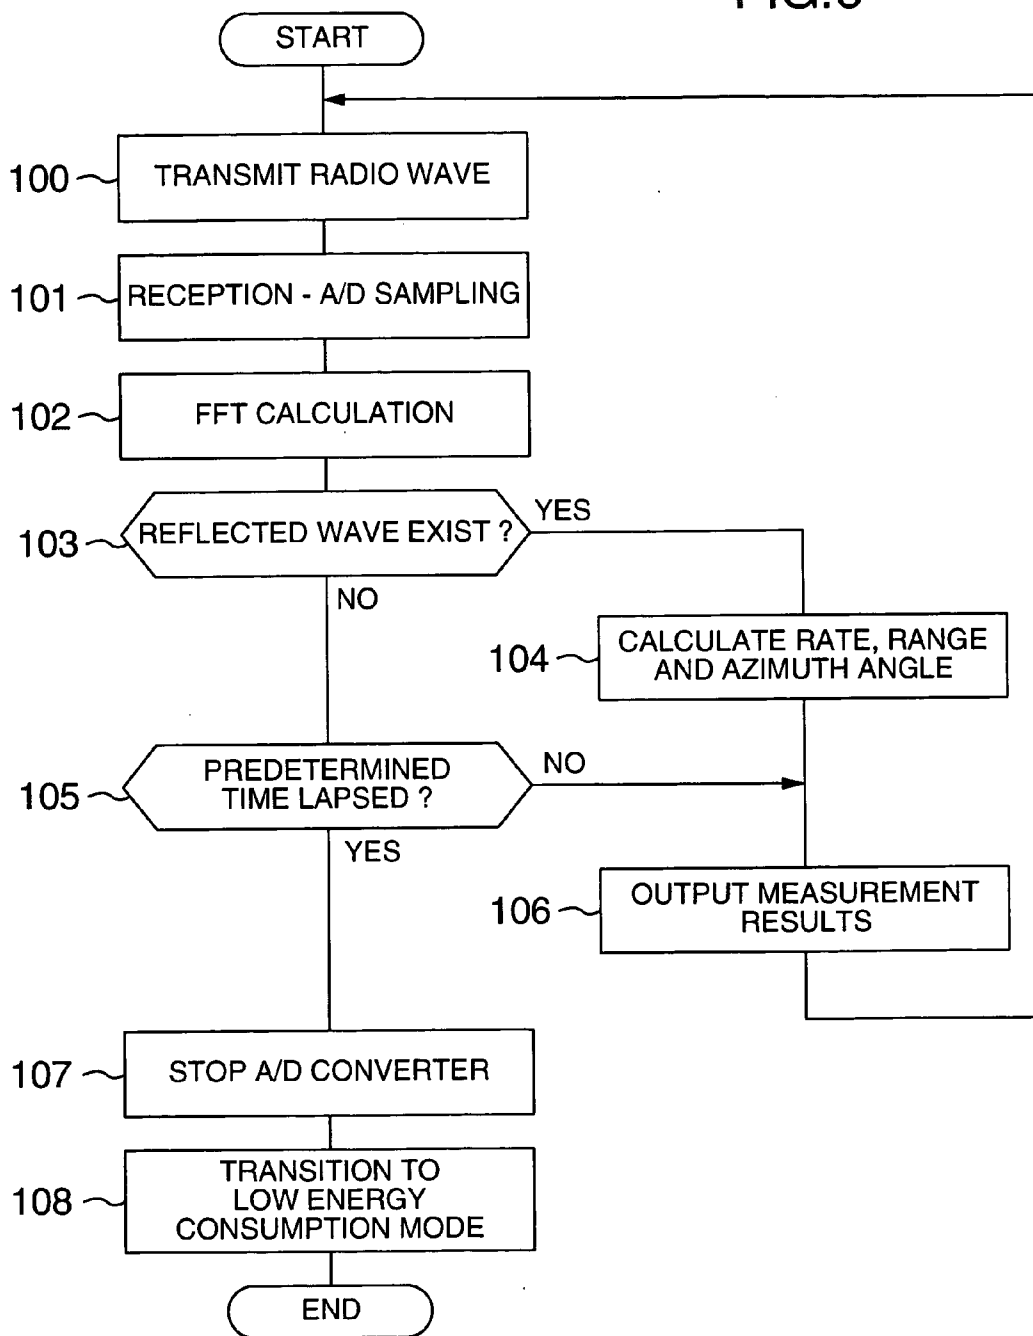 START
100
TRANSMIT RADIO WAVE
101
RECEPTION - A/D SAMPLING
102
FFT CALCULATION
103
REFLECTED WAVE EXIST ?
YES
NO
104
CALCULATE RATE, RANGE
AND AZIMUTH ANGLE
105
PREDETERMINED
TIME LAPSED ?
NO
YES
106
OUTPUT MEASUREMENT
RESULTS
107
STOP A/D CONVERTER
108
TRANSITION TO
LOW ENERGY
CONSUMPTION MODE
END